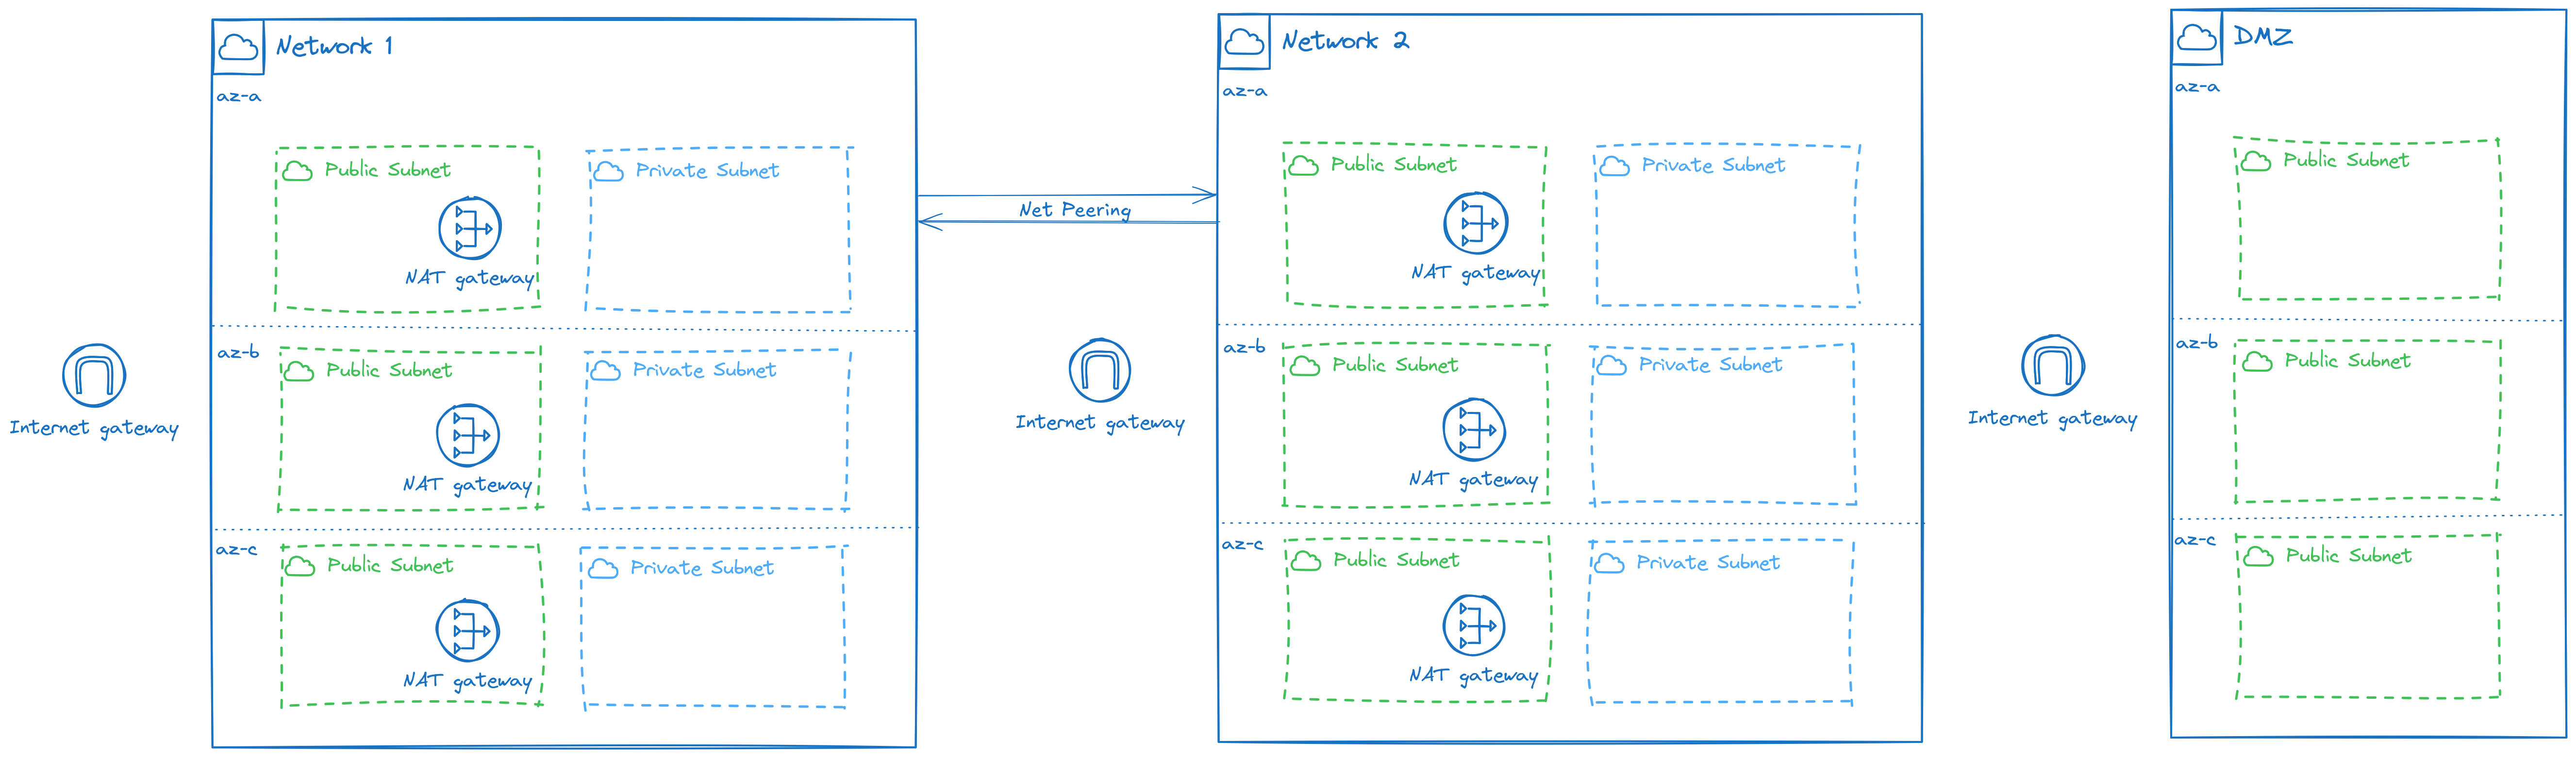 Network 1
az-a
Public Subnet
Private Subnet
NAT gateway
az-b
Public Subnet
Private Subnet
NAT gateway
Internet gateway
az-c
Public Subnet
Private Subnet
NAT gateway
Net Peering
Network 2
az-a
Public Subnet
Private Subnet
NAT gateway
az-b
Public Subnet
Private Subnet
NAT gateway
Internet gateway
az-c
Public Subnet
Private Subnet
NAT gateway
DMZ
az-a
Public Subnet
az-b
Public Subnet
Internet gateway
az-c
Public Subnet